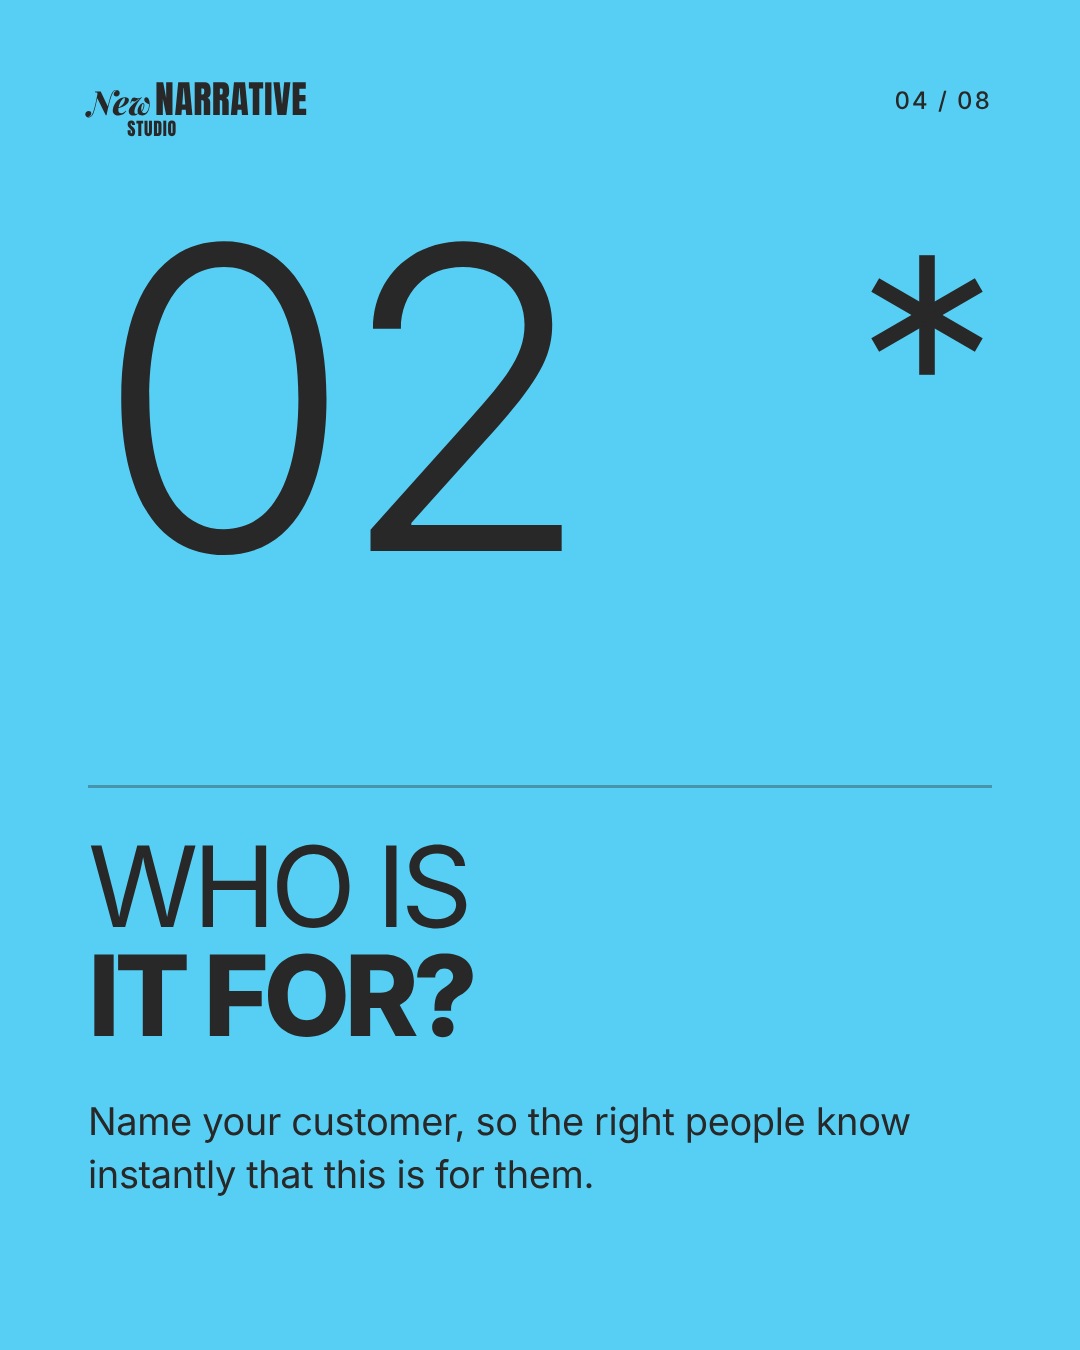 New NARRATIVE
STUDIO
04 / 08
02
*
WHO IS
IT FOR?
Name your customer, so the right people know
instantly that this is for them.